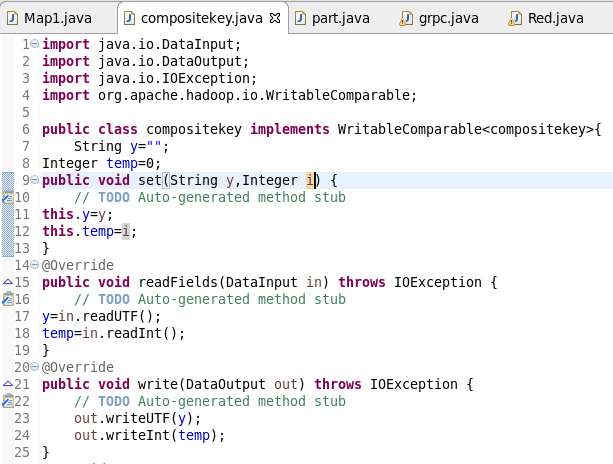 Map1.java compositekey.java part.java grpc.java Red.java
1 import java.io.DataInput;
2 import java.io.DataOutput;
3 import java.io.IOException;
4 import org.apache.hadoop.io.WritableComparable;
5
6 public class compositekey implements WritableComparable<compositekey>{
7     String y="";
8 Integer temp=0;
9 public void set(String y,Integer i) {
10     // TODO Auto-generated method stub
11 this.y=y;
12 this.temp=i;
13 }
14 @Override
15 public void readFields(DataInput in) throws IOException {
16     // TODO Auto-generated method stub
17 y=in.readUTF();
18 temp=in.readInt();
19 }
20 @Override
21 public void write(DataOutput out) throws IOException {
22     // TODO Auto-generated method stub
23     out.writeUTF(y);
24     out.writeInt(temp);
25 }